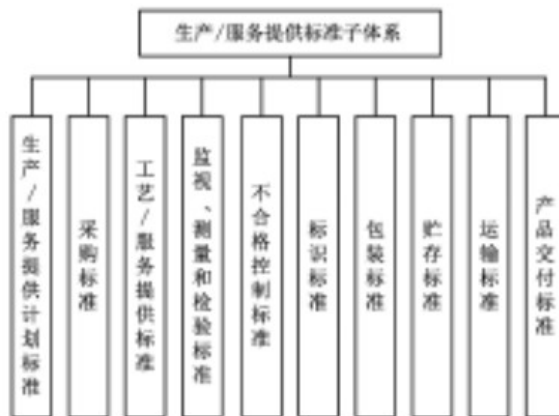 生产/服务提供标准子体系
生产/服务提供计划标准
采购标准
工艺/服务提供标准
监视、测量和检验标准
不合格控制标准
标识标准
包装标准
贮存标准
运输标准
产品交付标准